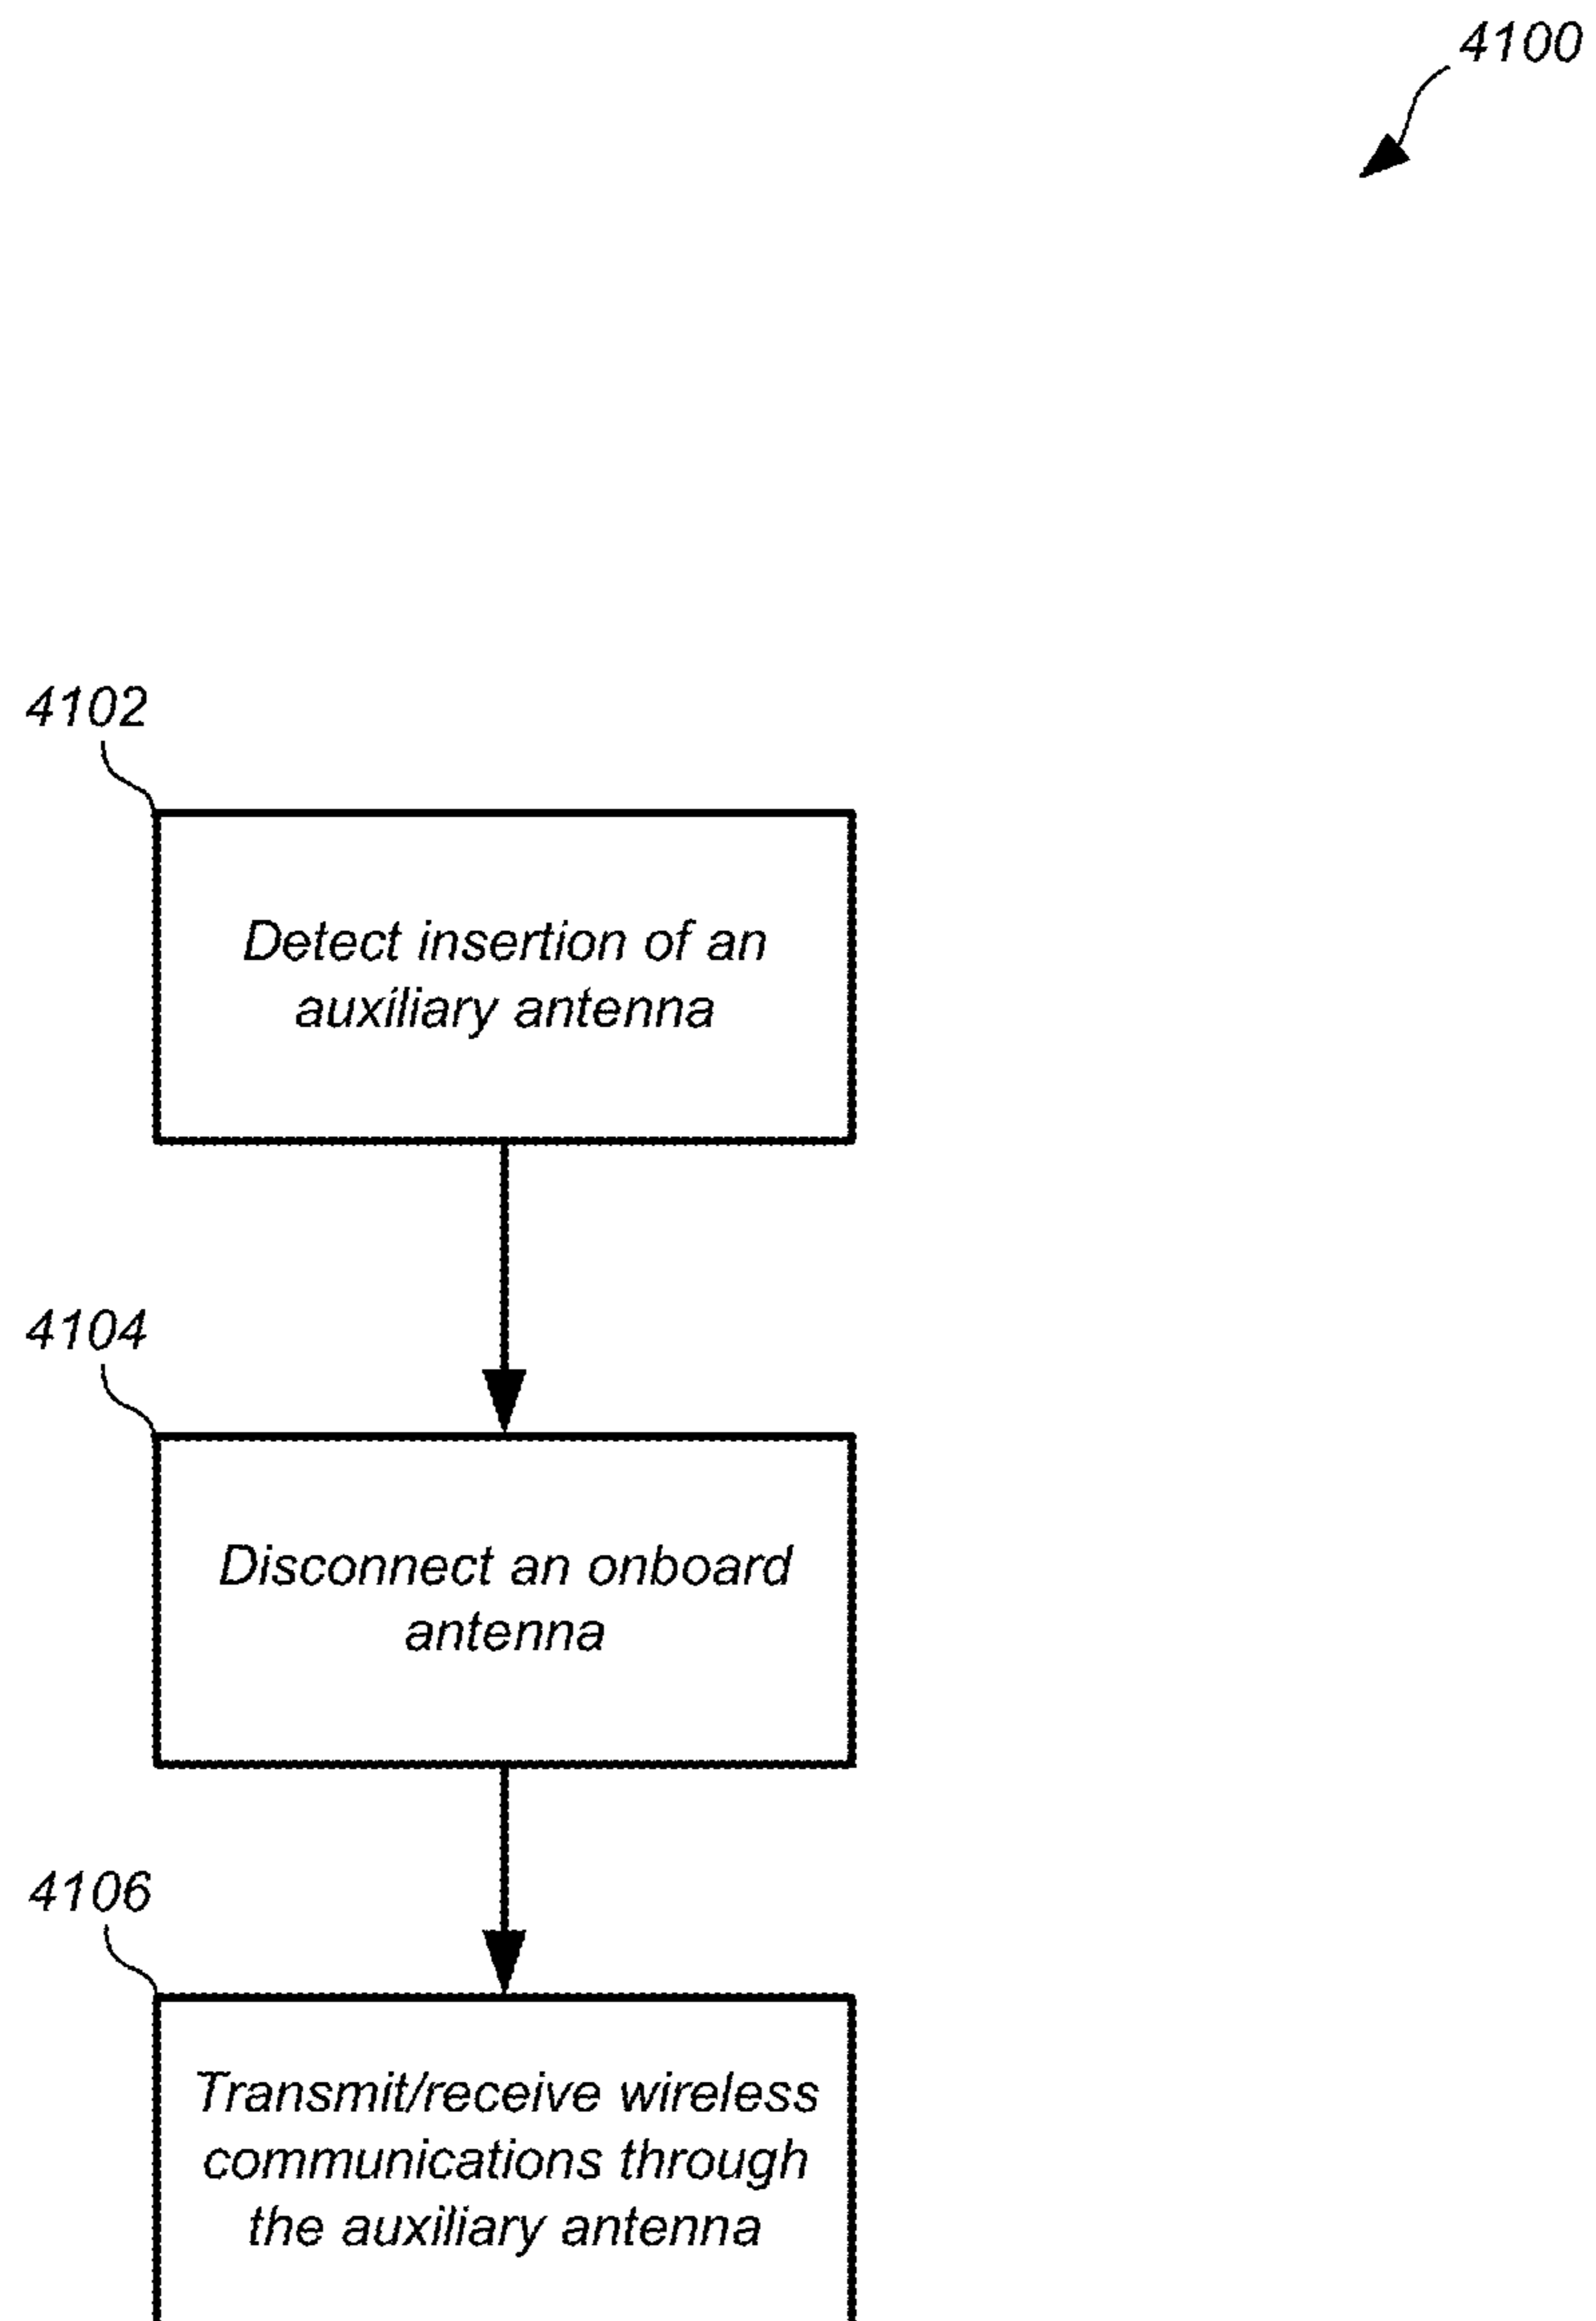 4100
4102
Detect insertion of an
auxiliary antenna
4104
Disconnect an onboard
antenna
4106
Transmit/receive wireless
communications through
the auxiliary antenna